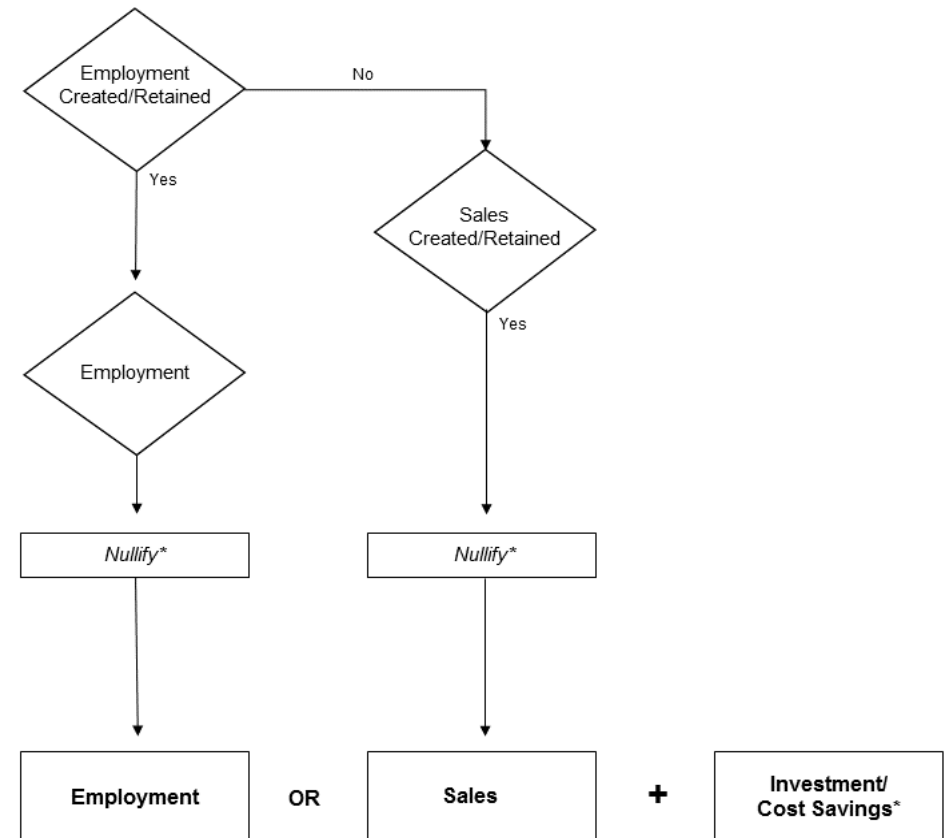 Employment
Created/Retained
No
Yes
Sales
Created/Retained
Yes
Employment
Nullify*
Nullify*
Employment
OR
Sales
+
Investment/
Cost Savings*